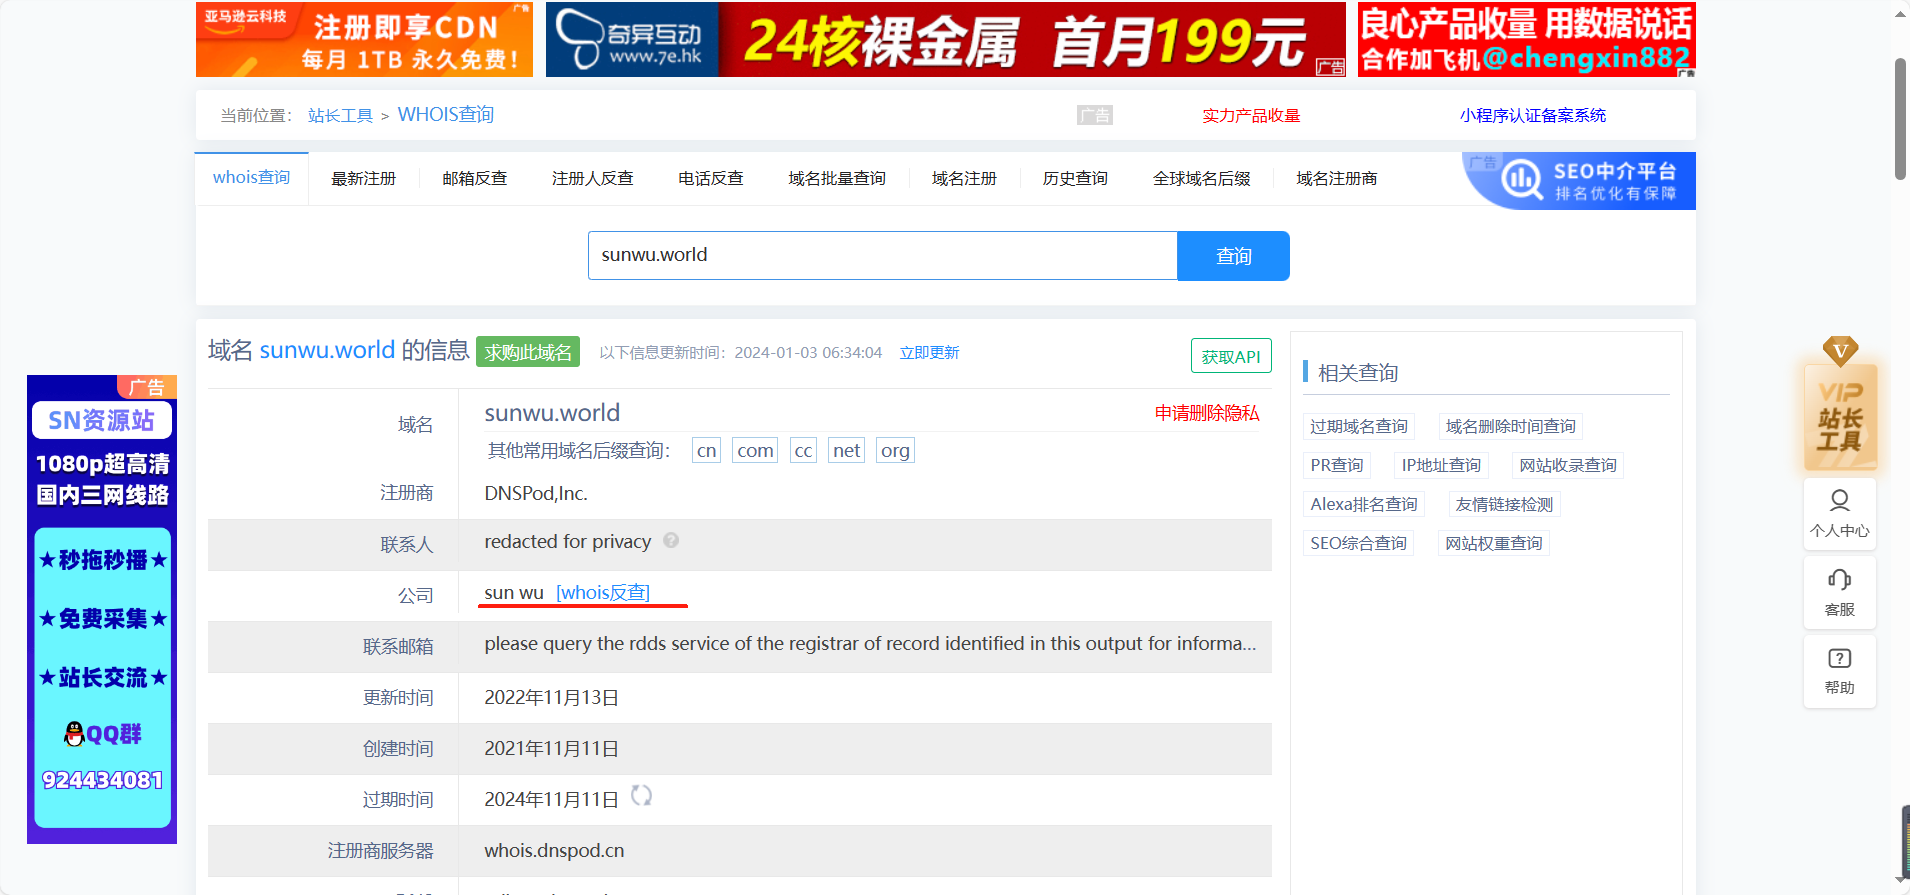 亚马逊云科技
注册即享CDN
每月 1TB 永久免费！
广告
奇异互动
www.7e.hk
24核裸金属 首月199元
广告
良心产品收量 用数据说话
合作加飞机@chengxin882
广告
当前位置： 站长工具 > WHOIS查询
广告
实力产品收量
小程序认证备案系统
whois查询 最新注册 邮箱反查 注册人反查 电话反查 域名批量查询 域名注册 历史查询 全球域名后缀 域名注册商
广告
SEO中介平台
排名优化有保障
sunwu.world 查询
域名 sunwu.world 的信息 求购此域名 以下信息更新时间：2024-01-03 06:34:04 立即更新 获取API
域名 sunwu.world 申请删除隐私
其他常用域名后缀查询： cn com cc net org
注册商 DNSPod,Inc.
联系人 redacted for privacy ?
公司 sun wu [whois反查]
联系邮箱 please query the rdds service of the registrar of record identified in this output for informa...
更新时间 2022年11月13日
创建时间 2021年11月11日
过期时间 2024年11月11日
注册商服务器 whois.dnspod.cn
相关查询
过期域名查询 域名删除时间查询
PR查询 IP地址查询 网站收录查询
Alexa排名查询 友情链接检测
SEO综合查询 网站权重查询
广告
SN资源站
1080p超高清
国内三网线路
★秒拖秒播★
★免费采集★
★站长交流★
QQ群
924434081
V
VIP
站长
工具
个人中心
客服
?
帮助